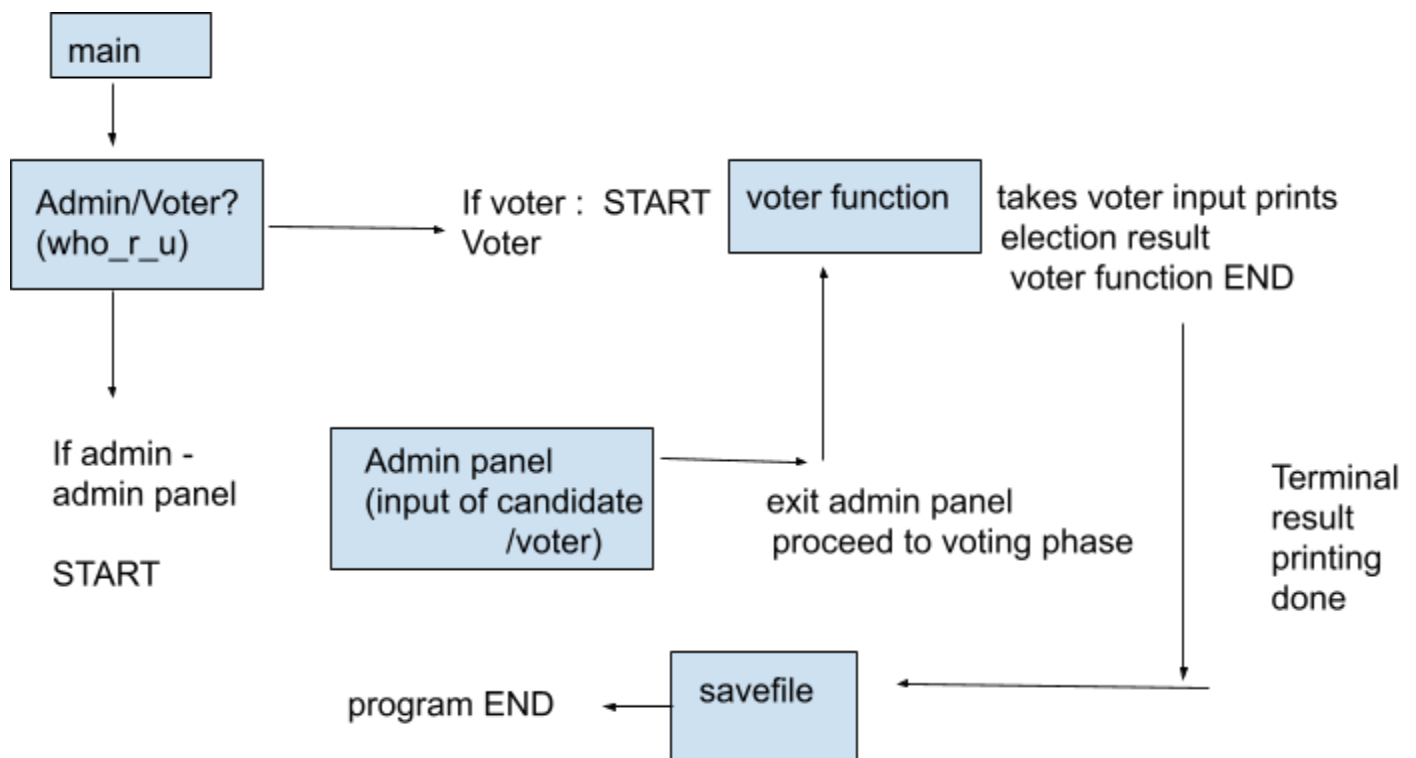 main
Admin/Voter?
(who_r_u)
If voter :  START
Voter
voter function
takes voter input prints
election result
voter function END
If admin -
admin panel
START
Admin panel
(input of candidate
/voter)
exit admin panel
proceed to voting phase
Terminal
result
printing
done
savefile
program END